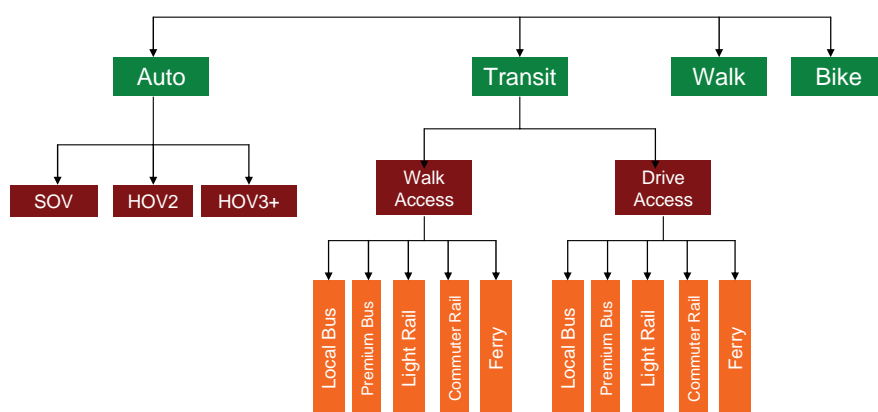 Auto
Transit
Walk
Bike
SOV
HOV2
HOV3+
Walk
Access
Drive
Access
Local Bus
Premium Bus
Light Rail
Commuter Rail
Ferry
Local Bus
Premium Bus
Light Rail
Commuter Rail
Ferry